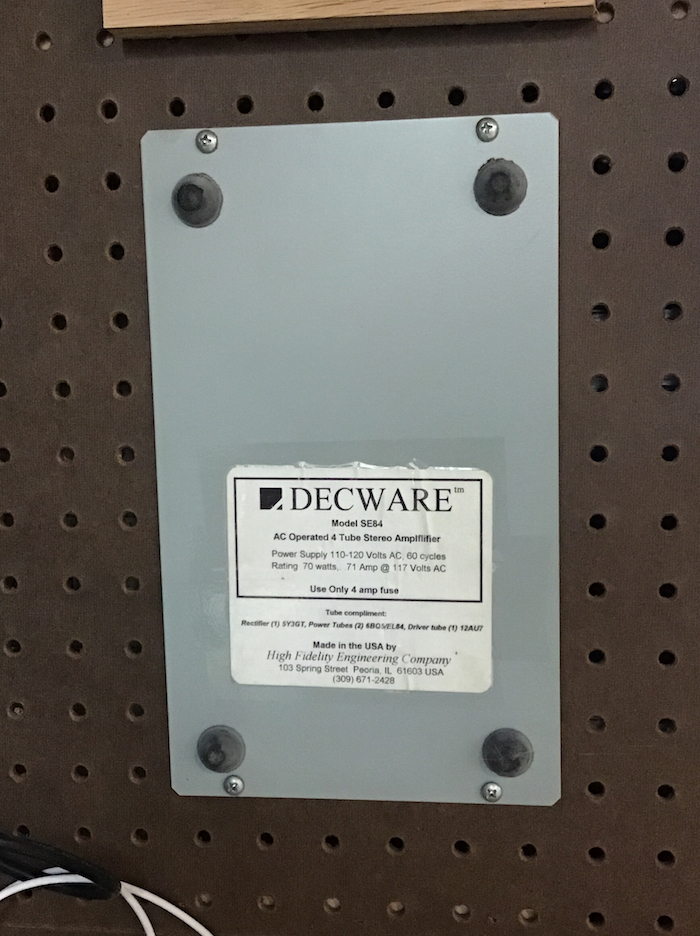 DECWARE tm
Model SE84
AC Operated 4 Tube Stereo Amplflifier
Power Supply 110-120 Volts AC, 60 cycles
Rating 70 watts, .71 Amp @ 117 Volts AC
Use Only 4 amp fuse
Tube compliment:
Rectifier (1) 5Y3GT, Power Tubes (2) 6BQ5/EL84, Driver tube (1) 12AU7
Made in the USA by
High Fidelity Engineering Company
103 Spring Street Peoria, IL 61603 USA
(309) 671-2428